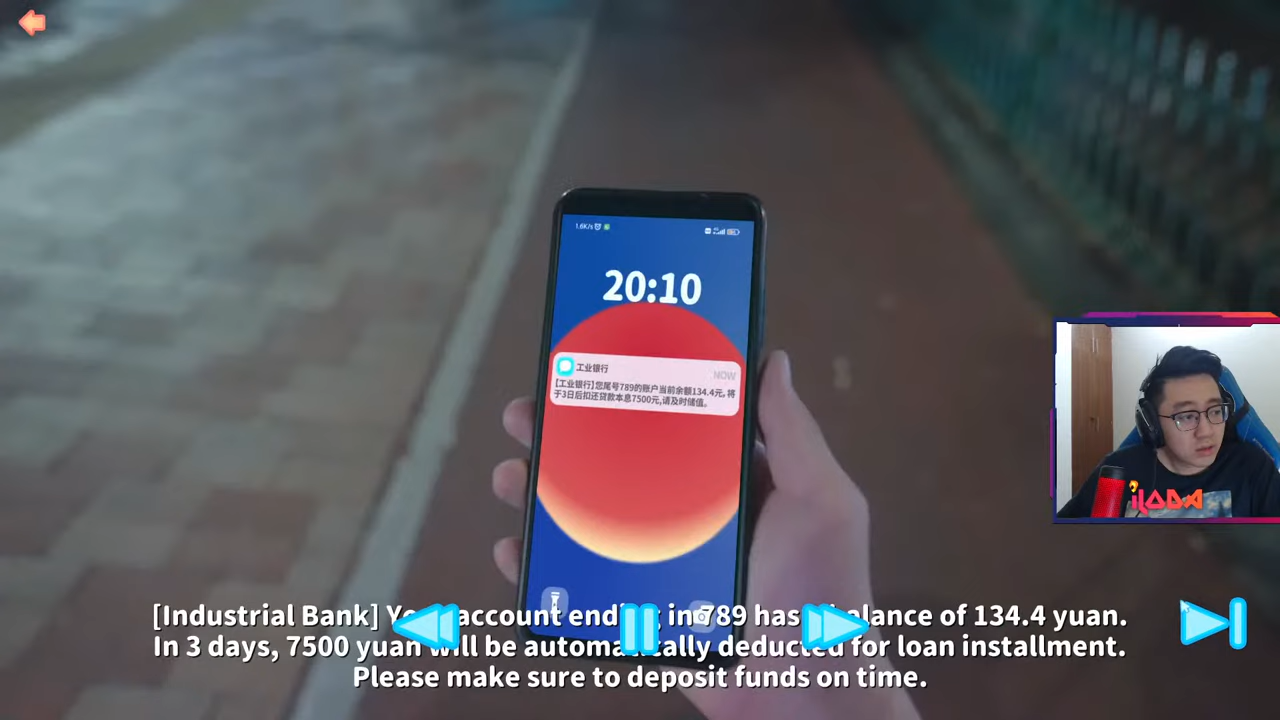 1.6K/s
20:10
工业银行
NOW
【工业银行】您尾号789的账户当前余额134.4元，将
于3日后扣还贷款本息7500元，请及时储值。
[Industrial Bank] account in 789 has of 134.4 yuan.
In 3 days, 7500 yuan will be deducted for loan installment.
Please make sure to deposit funds on time.